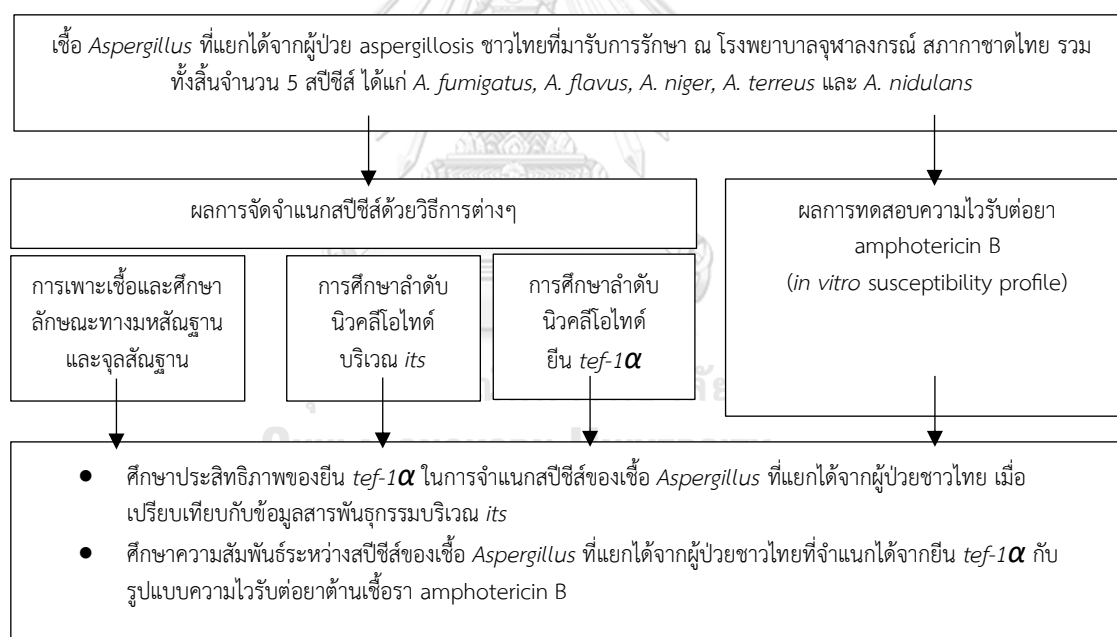 เชื้อ Aspergillus ที่แยกได้จากผู้ป่วย aspergillosis ชาวไทยที่มารับการรักษา ณ โรงพยาบาลจุฬาลงกรณ์ สภากาชาดไทย รวม
ทั้งสิ้นจำนวน 5 สปีชีส์ ได้แก่ A. fumigatus, A. flavus, A. niger, A. terreus และ A. nidulans
ผลการจัดจำแนกสปีชีส์ด้วยวิธีการต่างๆ
การเพาะเชื้อและศึกษา
ลักษณะทางมหสัณฐาน
และจุลสัณฐาน
การศึกษาลำดับ
นิวคลีโอไทด์
บริเวณ its
การศึกษาลำดับ
นิวคลีโอไทด์
ยีน tef-1α
ผลการทดสอบความไวรับต่อยา
amphotericin B
(in vitro susceptibility profile)
● ศึกษาประสิทธิภาพของยีน tef-1α ในการจำแนกสปีชีส์ของเชื้อ Aspergillus ที่แยกได้จากผู้ป่วยชาวไทย เมื่อ
เปรียบเทียบกับข้อมูลสารพันธุกรรมบริเวณ its
● ศึกษาความสัมพันธ์ระหว่างสปีชีส์ของเชื้อ Aspergillus ที่แยกได้จากผู้ป่วยชาวไทยที่จำแนกได้จากยีน tef-1α กับ
รูปแบบความไวรับต่อยาต้านเชื้อรา amphotericin B